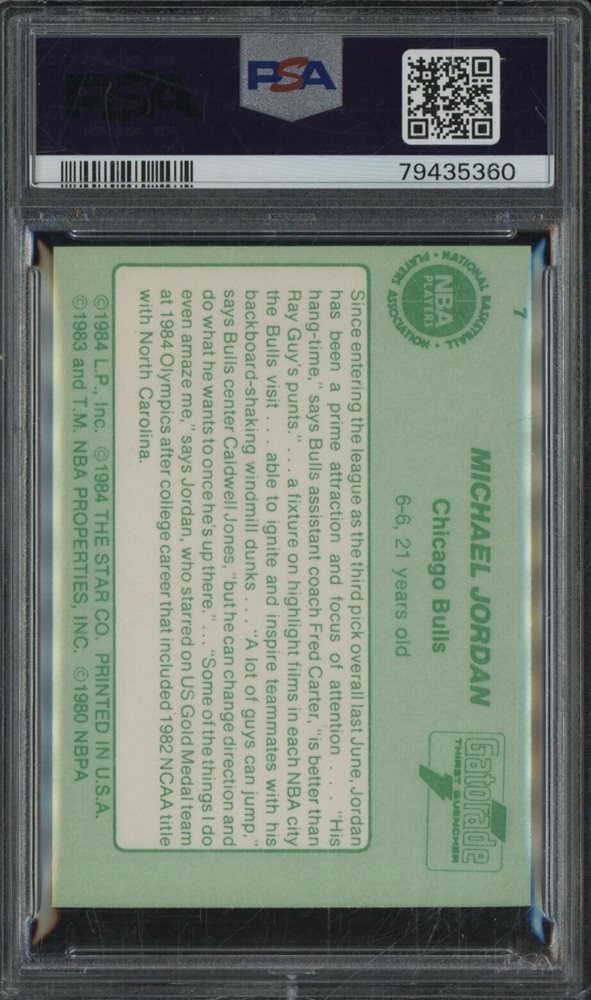 PSA
PSA
79435360
7
NATIONAL BASKETBALL
PLAYERS
ASSOCIATION
NBA
PLAYERS
MICHAEL JORDAN
Chicago Bulls
6-6, 21 years old
Gatorade
THIRST QUENCHER
Since entering the league as the third pick overall last June, Jordan
has been a prime attraction and focus of attention . . . "His
hang-time," says Bulls assistant coach Fred Carter, "is better than
Ray Guy's punts." . . . a fixture on highlight films in each NBA city
the Bulls visit . . . able to ignite and inspire teammates with his
backboard-shaking windmill dunks . . . "A lot of guys can jump,"
says Bulls center Caldwell Jones, "but he can change direction and
do what he wants to once he's up there." . . . "Some of the things I do
even amaze me," says Jordan, who starred on US Gold Medal team
at 1984 Olympics after college career that included 1982 NCAA title
with North Carolina.
©1984 L.P., Inc. ©1984 THE STAR CO. PRINTED IN U.S.A.
©1983 and T.M. NBA PROPERTIES, INC. ©1980 NBPA